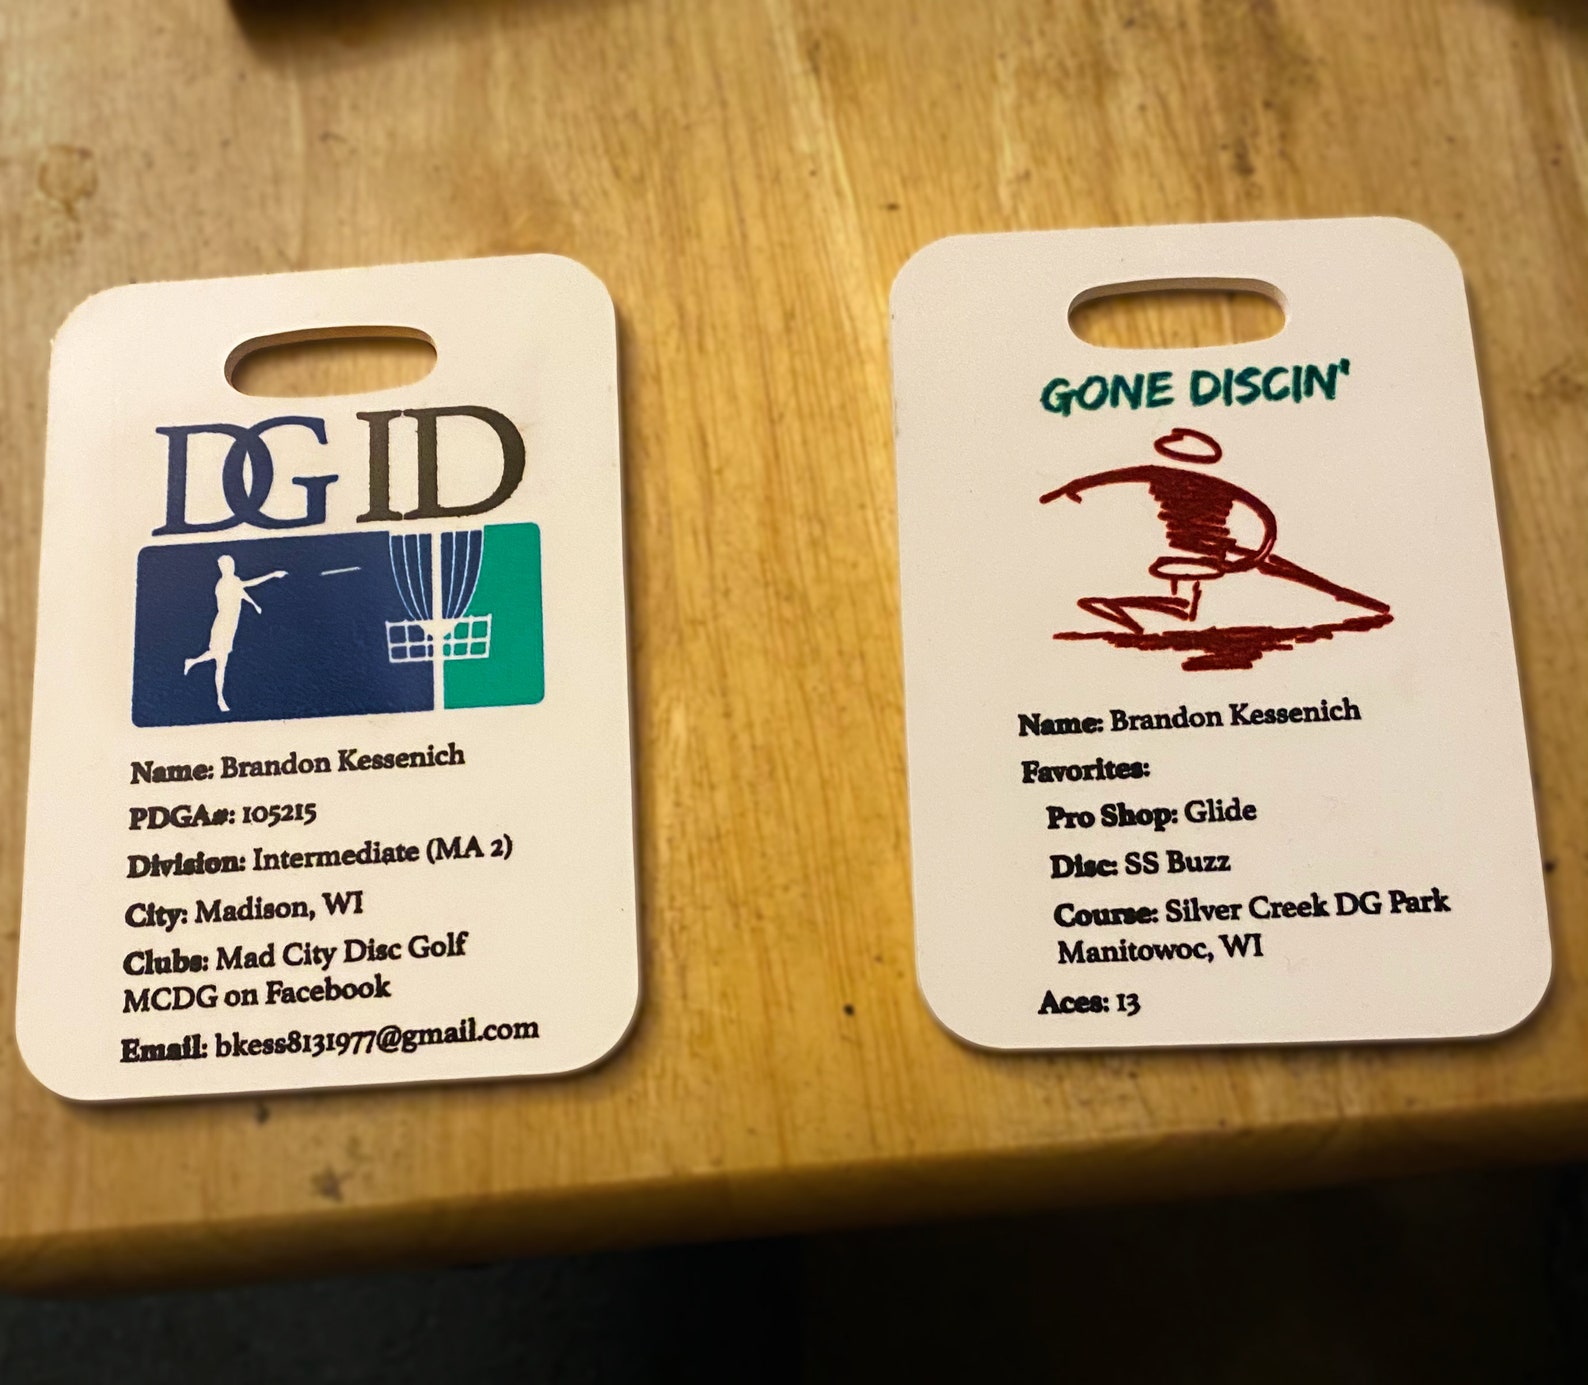 DG ID
Name: Brandon Kessenich
PDGA#: 105215
Division: Intermediate (MA 2)
City: Madison, WI
Clubs: Mad City Disc Golf
MCDG on Facebook
Email: bkess8131977@gmail.com
GONE DISCIN'
Name: Brandon Kessenich
Favorites:
Pro Shop: Glide
Disc: SS Buzz
Course: Silver Creek DG Park
Manitowoc, WI
Aces: 13